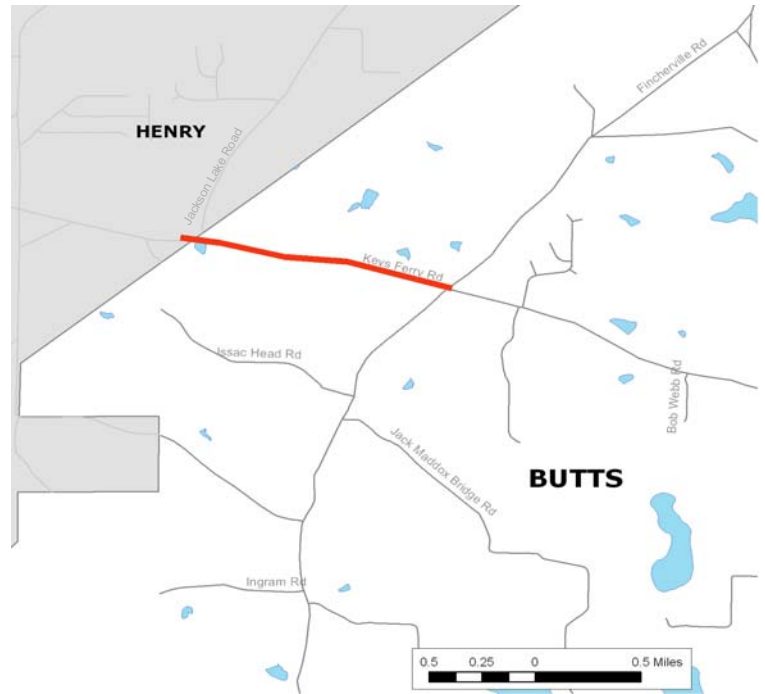 Fincherville Rd
HENRY
Jackson Lake Road
Keys Ferry Rd
Issac Head Rd
Bob Webb Rd
Jack Maddox Bridge Rd
BUTTS
Ingram Rd
0.5 0.25 0 0.5 Miles